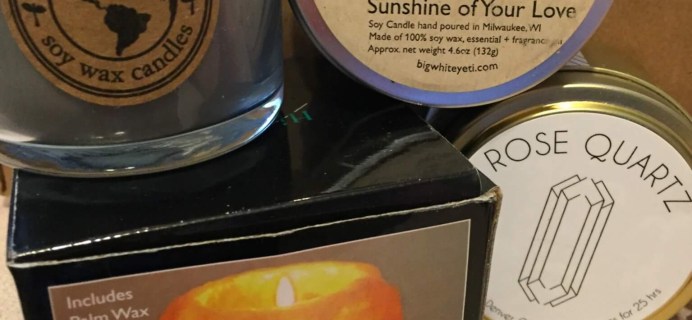 soy wax candles
Sunshine of Your Love
Soy Candle hand poured in Milwaukee, WI
Made of 100% soy wax, essential + fragrance
Approx. net weight 4.6oz (132g)
bigwhiteyeti.com
ROSE QUARTZ
for 25 hrs
Includes
Palm Wax